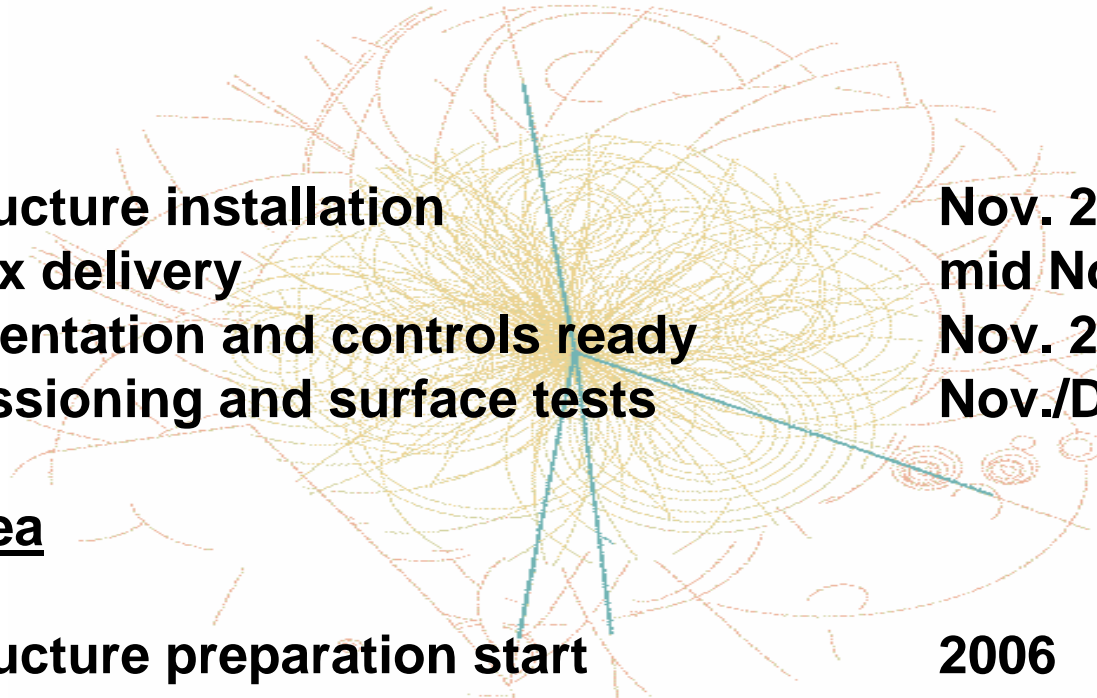 ucture installation Nov. 2
x delivery mid No
entation and controls ready Nov. 2
ssioning and surface tests Nov./D
ea
ucture preparation start 2006